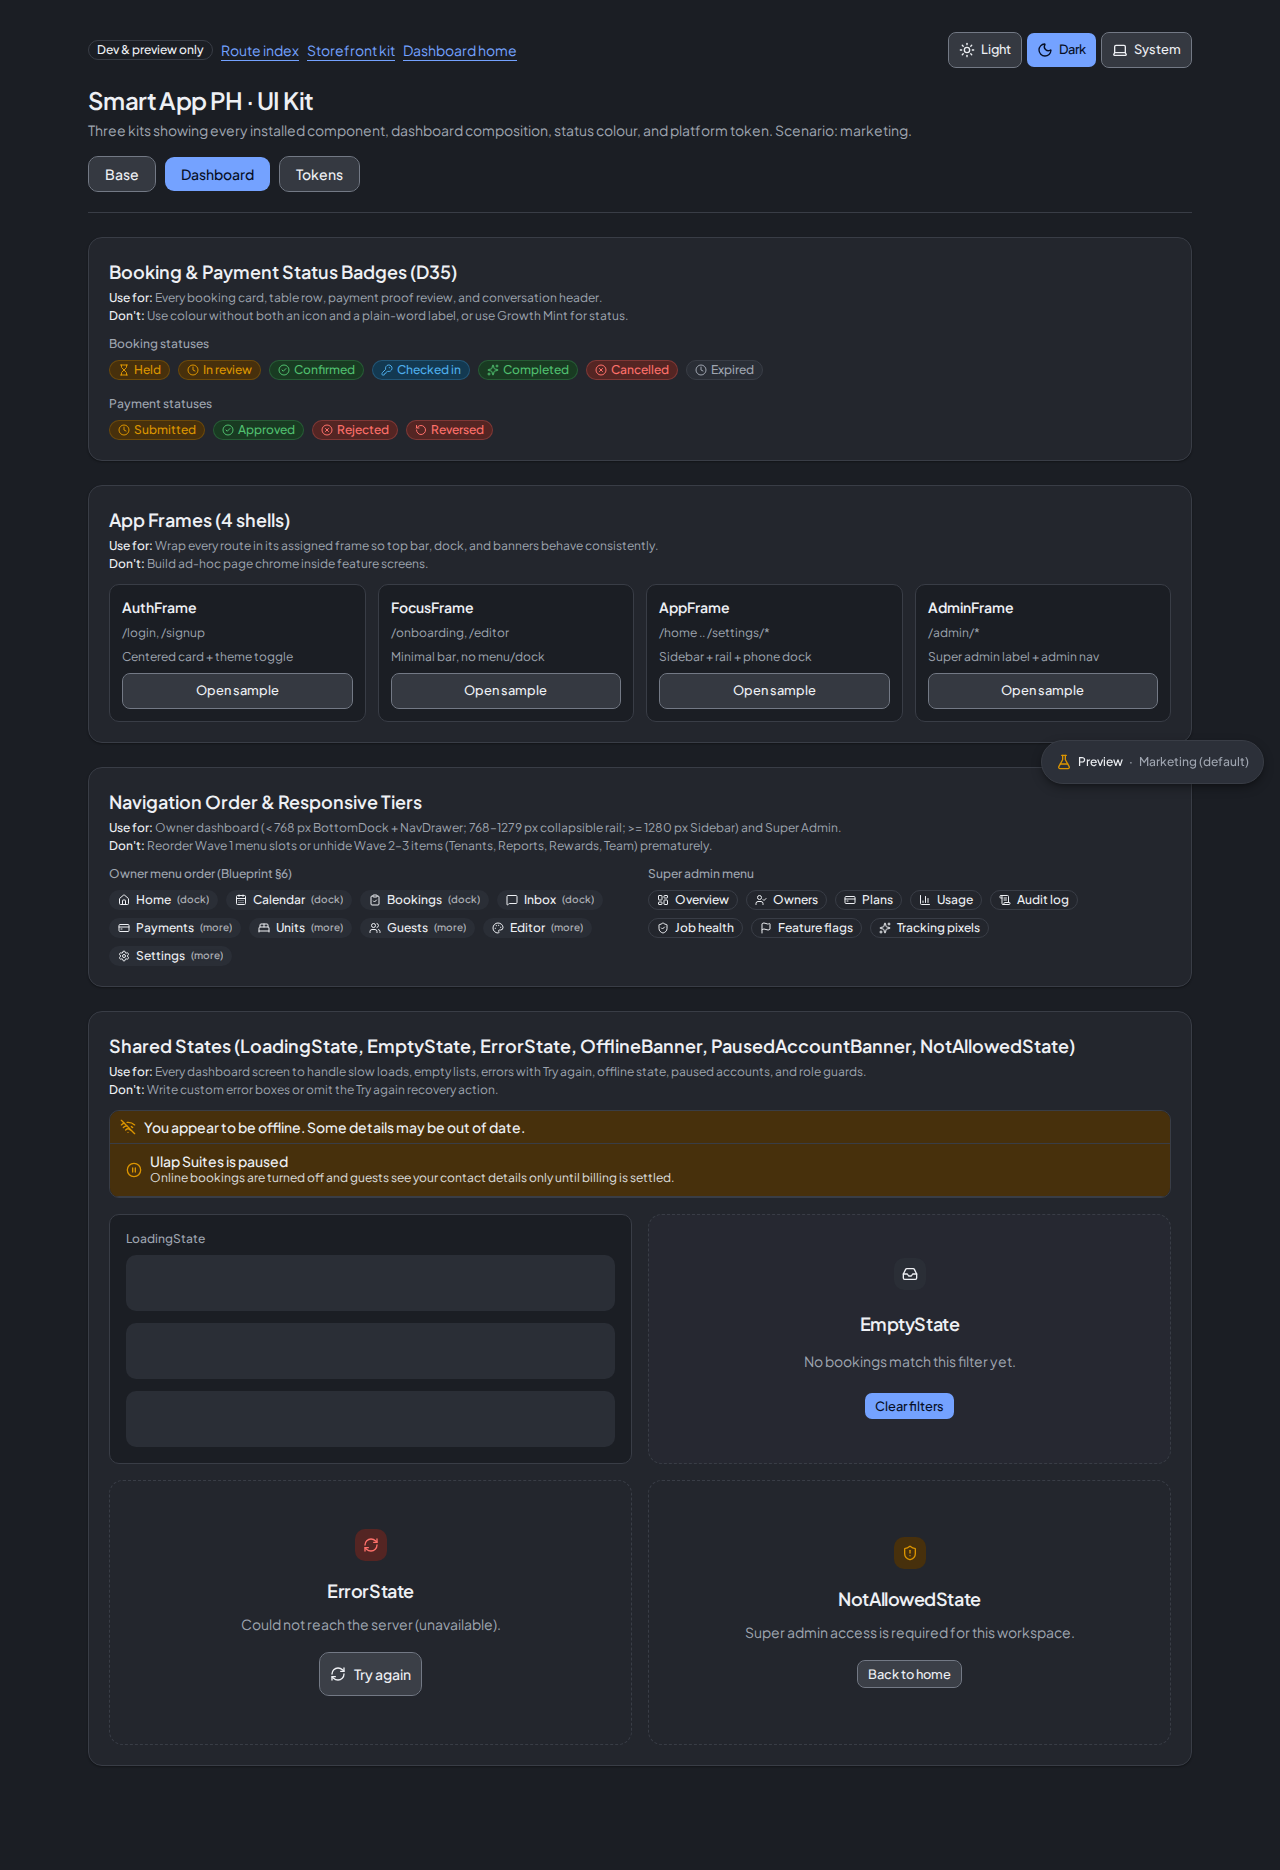 Dev & preview only Route index Storefront kit Dashboard home Light Dark System
Smart App PH · UI Kit
Three kits showing every installed component, dashboard composition, status colour, and platform token. Scenario: marketing.
Base Dashboard Tokens
Booking & Payment Status Badges (D35)
Use for: Every booking card, table row, payment proof review, and conversation header.
Don't: Use colour without both an icon and a plain-word label, or use Growth Mint for status.
Booking statuses
Held In review Confirmed Checked in Completed Cancelled Expired
Payment statuses
Submitted Approved Rejected Reversed
App Frames (4 shells)
Use for: Wrap every route in its assigned frame so top bar, dock, and banners behave consistently.
Don't: Build ad-hoc page chrome inside feature screens.
AuthFrame
/login, /signup
Centered card + theme toggle
Open sample
FocusFrame
/onboarding, /editor
Minimal bar, no menu/dock
Open sample
AppFrame
/home .. /settings/*
Sidebar + rail + phone dock
Open sample
AdminFrame
/admin/*
Super admin label + admin nav
Open sample
Preview · Marketing (default)
Navigation Order & Responsive Tiers
Use for: Owner dashboard (< 768 px BottomDock + NavDrawer; 768–1279 px collapsible rail; >= 1280 px Sidebar) and Super Admin.
Don't: Reorder Wave 1 menu slots or unhide Wave 2–3 items (Tenants, Reports, Rewards, Team) prematurely.
Owner menu order (Blueprint §6)
Home (dock) Calendar (dock) Bookings (dock) Inbox (dock)
Payments (more) Units (more) Guests (more) Editor (more)
Settings (more)
Super admin menu
Overview Owners Plans Usage Audit log
Job health Feature flags Tracking pixels
Shared States (LoadingState, EmptyState, ErrorState, OfflineBanner, PausedAccountBanner, NotAllowedState)
Use for: Every dashboard screen to handle slow loads, empty lists, errors with Try again, offline state, paused accounts, and role guards.
Don't: Write custom error boxes or omit the Try again recovery action.
You appear to be offline. Some details may be out of date.
Ulap Suites is paused
Online bookings are turned off and guests see your contact details only until billing is settled.
LoadingState
EmptyState
No bookings match this filter yet.
Clear filters
ErrorState
Could not reach the server (unavailable).
Try again
NotAllowedState
Super admin access is required for this workspace.
Back to home